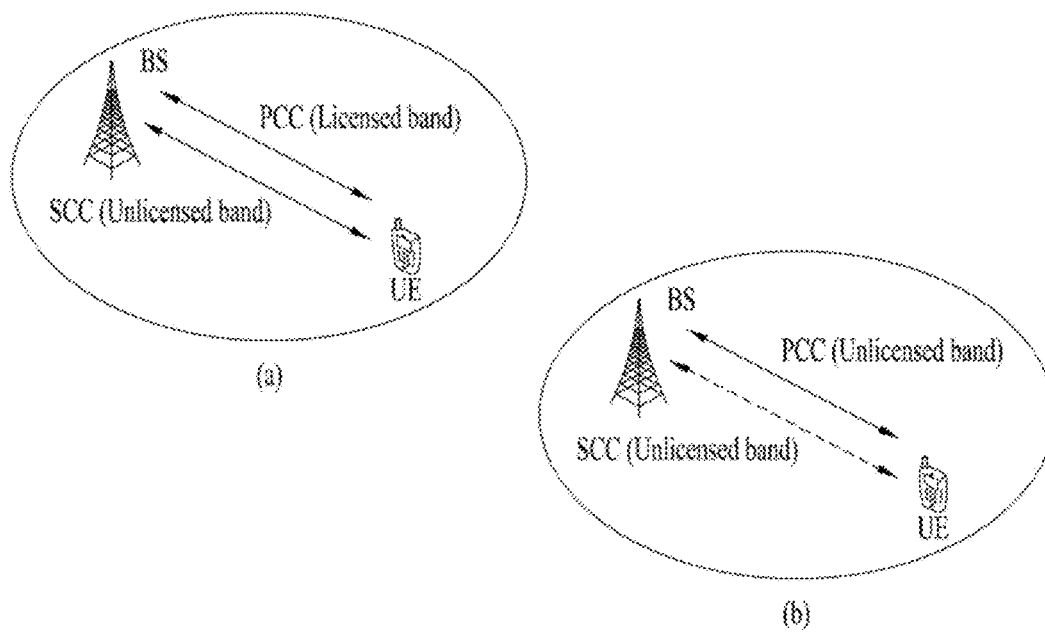 BS
PCC (Licensed band)
SCC (Unlicensed band)
UE
(a)
BS
PCC (Unlicensed band)
SCC (Unlicensed band)
UE
(b)